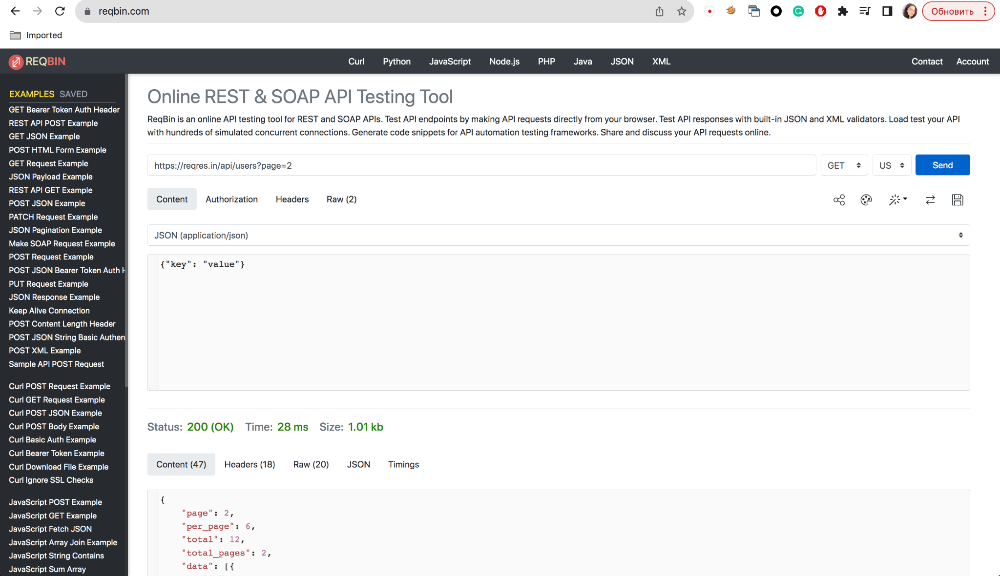 reqbin.com
Обновить
Imported
REQBIN
Curl Python JavaScript Node.js PHP Java JSON XML
Contact Account
EXAMPLES SAVED
GET Bearer Token Auth Header
REST API POST Example
GET JSON Example
POST HTML Form Example
GET Request Example
JSON Payload Example
REST API GET Example
POST JSON Example
PATCH Request Example
JSON Pagination Example
Make SOAP Request Example
POST Request Example
POST JSON Bearer Token Auth H
PUT Request Example
JSON Response Example
Keep Alive Connection
POST Content Length Header
POST JSON String Basic Authen
POST XML Example
Sample API POST Request
Curl POST Request Example
Curl GET Request Example
Curl POST JSON Example
Curl POST Body Example
Curl Basic Auth Example
Curl Bearer Token Example
Curl Download File Example
Curl Ignore SSL Checks
JavaScript POST Example
JavaScript GET Example
JavaScript Fetch JSON
JavaScript Array Join Example
JavaScript String Contains
JavaScript Sum Array
Online REST & SOAP API Testing Tool
ReqBin is an online API testing tool for REST and SOAP APIs. Test API endpoints by making API requests directly from your browser. Test API responses with built-in JSON and XML validators. Load test your API
with hundreds of simulated concurrent connections. Generate code snippets for API automation testing frameworks. Share and discuss your API requests online.
https://reqres.in/api/users?page=2 GET US Send
Content Authorization Headers Raw (2)
JSON (application/json)
{"key": "value"}
Status: 200 (OK) Time: 28 ms Size: 1.01 kb
Content (47) Headers (18) Raw (20) JSON Timings
{
"page": 2,
"per_page": 6,
"total": 12,
"total_pages": 2,
"data": [{